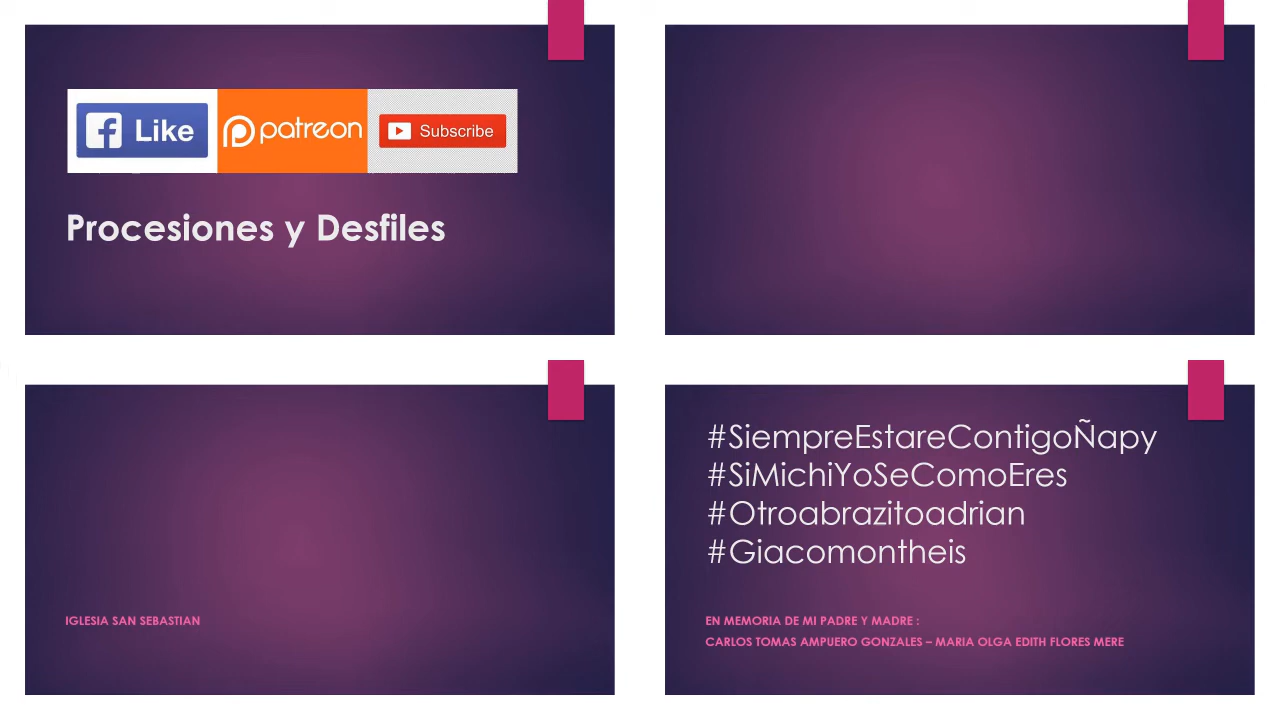 Like
patreon
Subscribe
Procesiones y Desfiles
IGLESIA SAN SEBASTIAN
#SiempreEstareContigoÑapy
#SiMichiYoSeComoEres
#Otroabrazitoadrian
#Giacomontheis
EN MEMORIA DE MI PADRE Y MADRE :
CARLOS TOMAS AMPUERO GONZALES – MARIA OLGA EDITH FLORES MERE